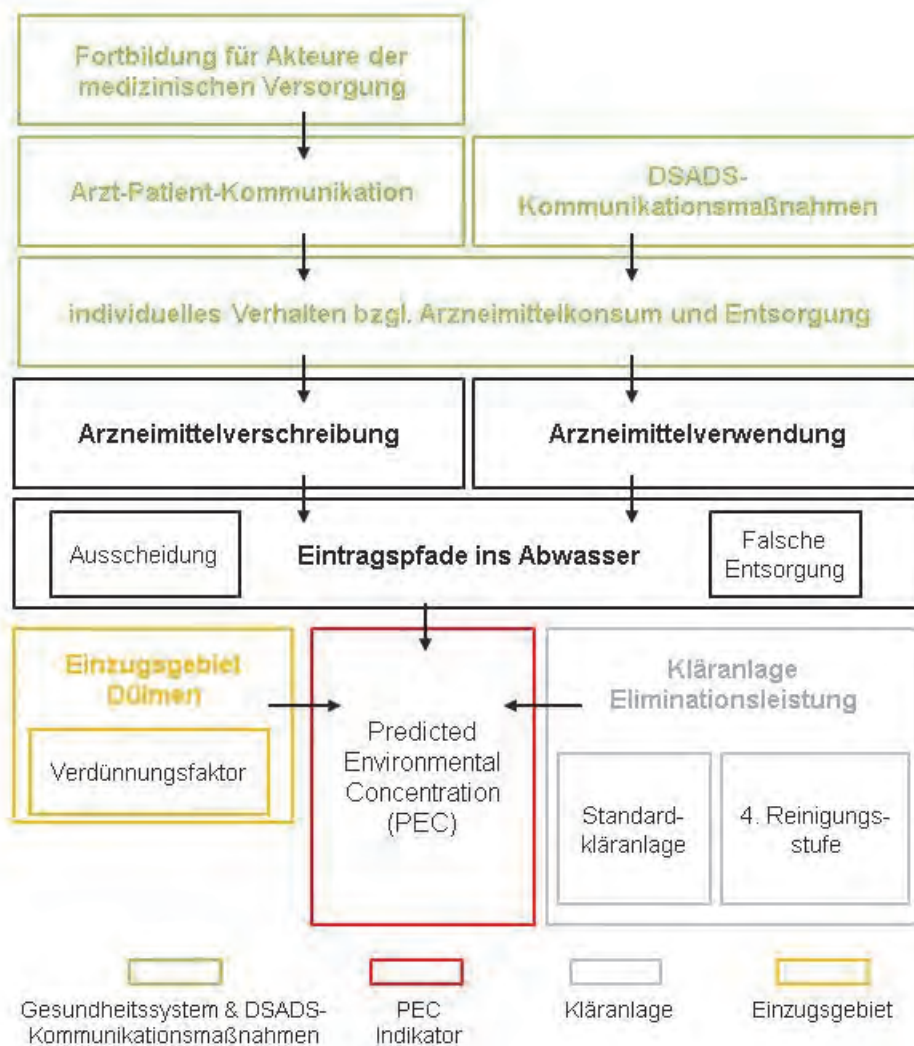 Fortbildung für Akteure der
medizinischen Versorgung
Arzt-Patient-Kommunikation
DSADS-
Kommunikationsmaßnahmen
individuelles Verhalten bzgl. Arzneimittelkonsum und Entsorgung
Arzneimittelverschreibung
Arzneimittelverwendung
Ausscheidung
Eintragspfade ins Abwasser
Falsche
Entsorgung
Einzugsgebiet
Dülmen
Verdünnungsfaktor
Predicted
Environmental
Concentration
(PEC)
Kläranlage
Eliminationsleistung
Standard-
kläranlage
4. Reinigungs-
stufe
Gesundheitssystem & DSADS-
Kommunikationsmaßnahmen
PEC
Indikator
Kläranlage
Einzugsgebiet